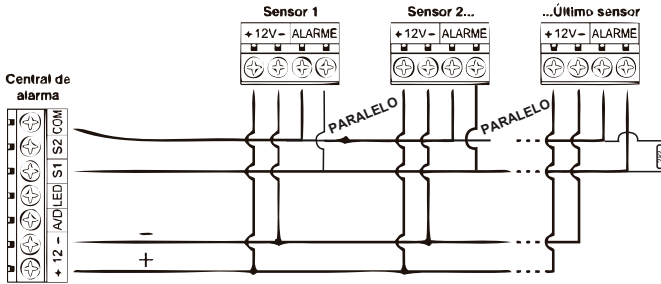 Sensor 1
Sensor 2...
...Último sensor
+ 12V - ALARME
+ 12V - ALARME
+ 12V - ALARME
Central de
alarma
PARALELO
PARALELO
COM
S2
S1
LED
A/D
+ 12 -
−
+